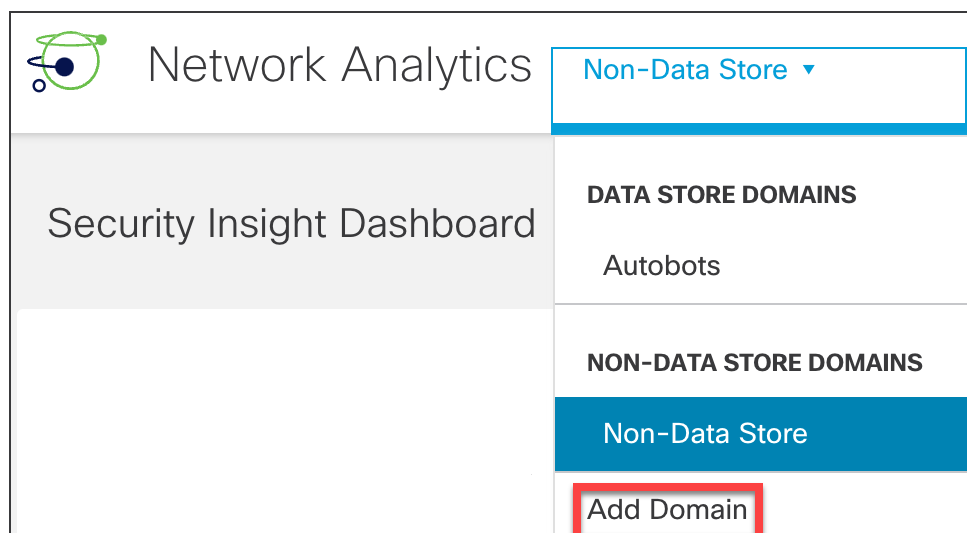 Network Analytics
Non-Data Store
Security Insight Dashboard
DATA STORE DOMAINS
Autobots
NON-DATA STORE DOMAINS
Non-Data Store
Add Domain